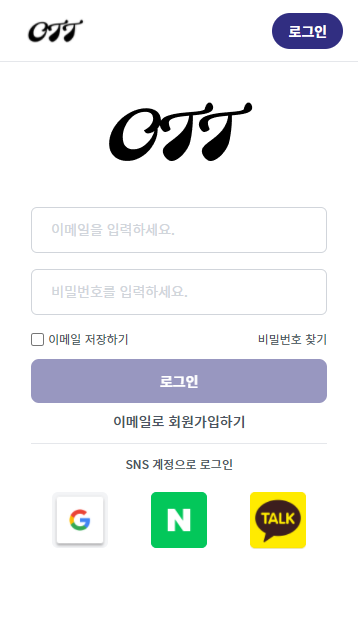 OTT
로그인
OTT
이메일을 입력하세요.
비밀번호를 입력하세요.
이메일 저장하기
비밀번호 찾기
로그인
이메일로 회원가입하기
SNS 계정으로 로그인
G
N
TALK